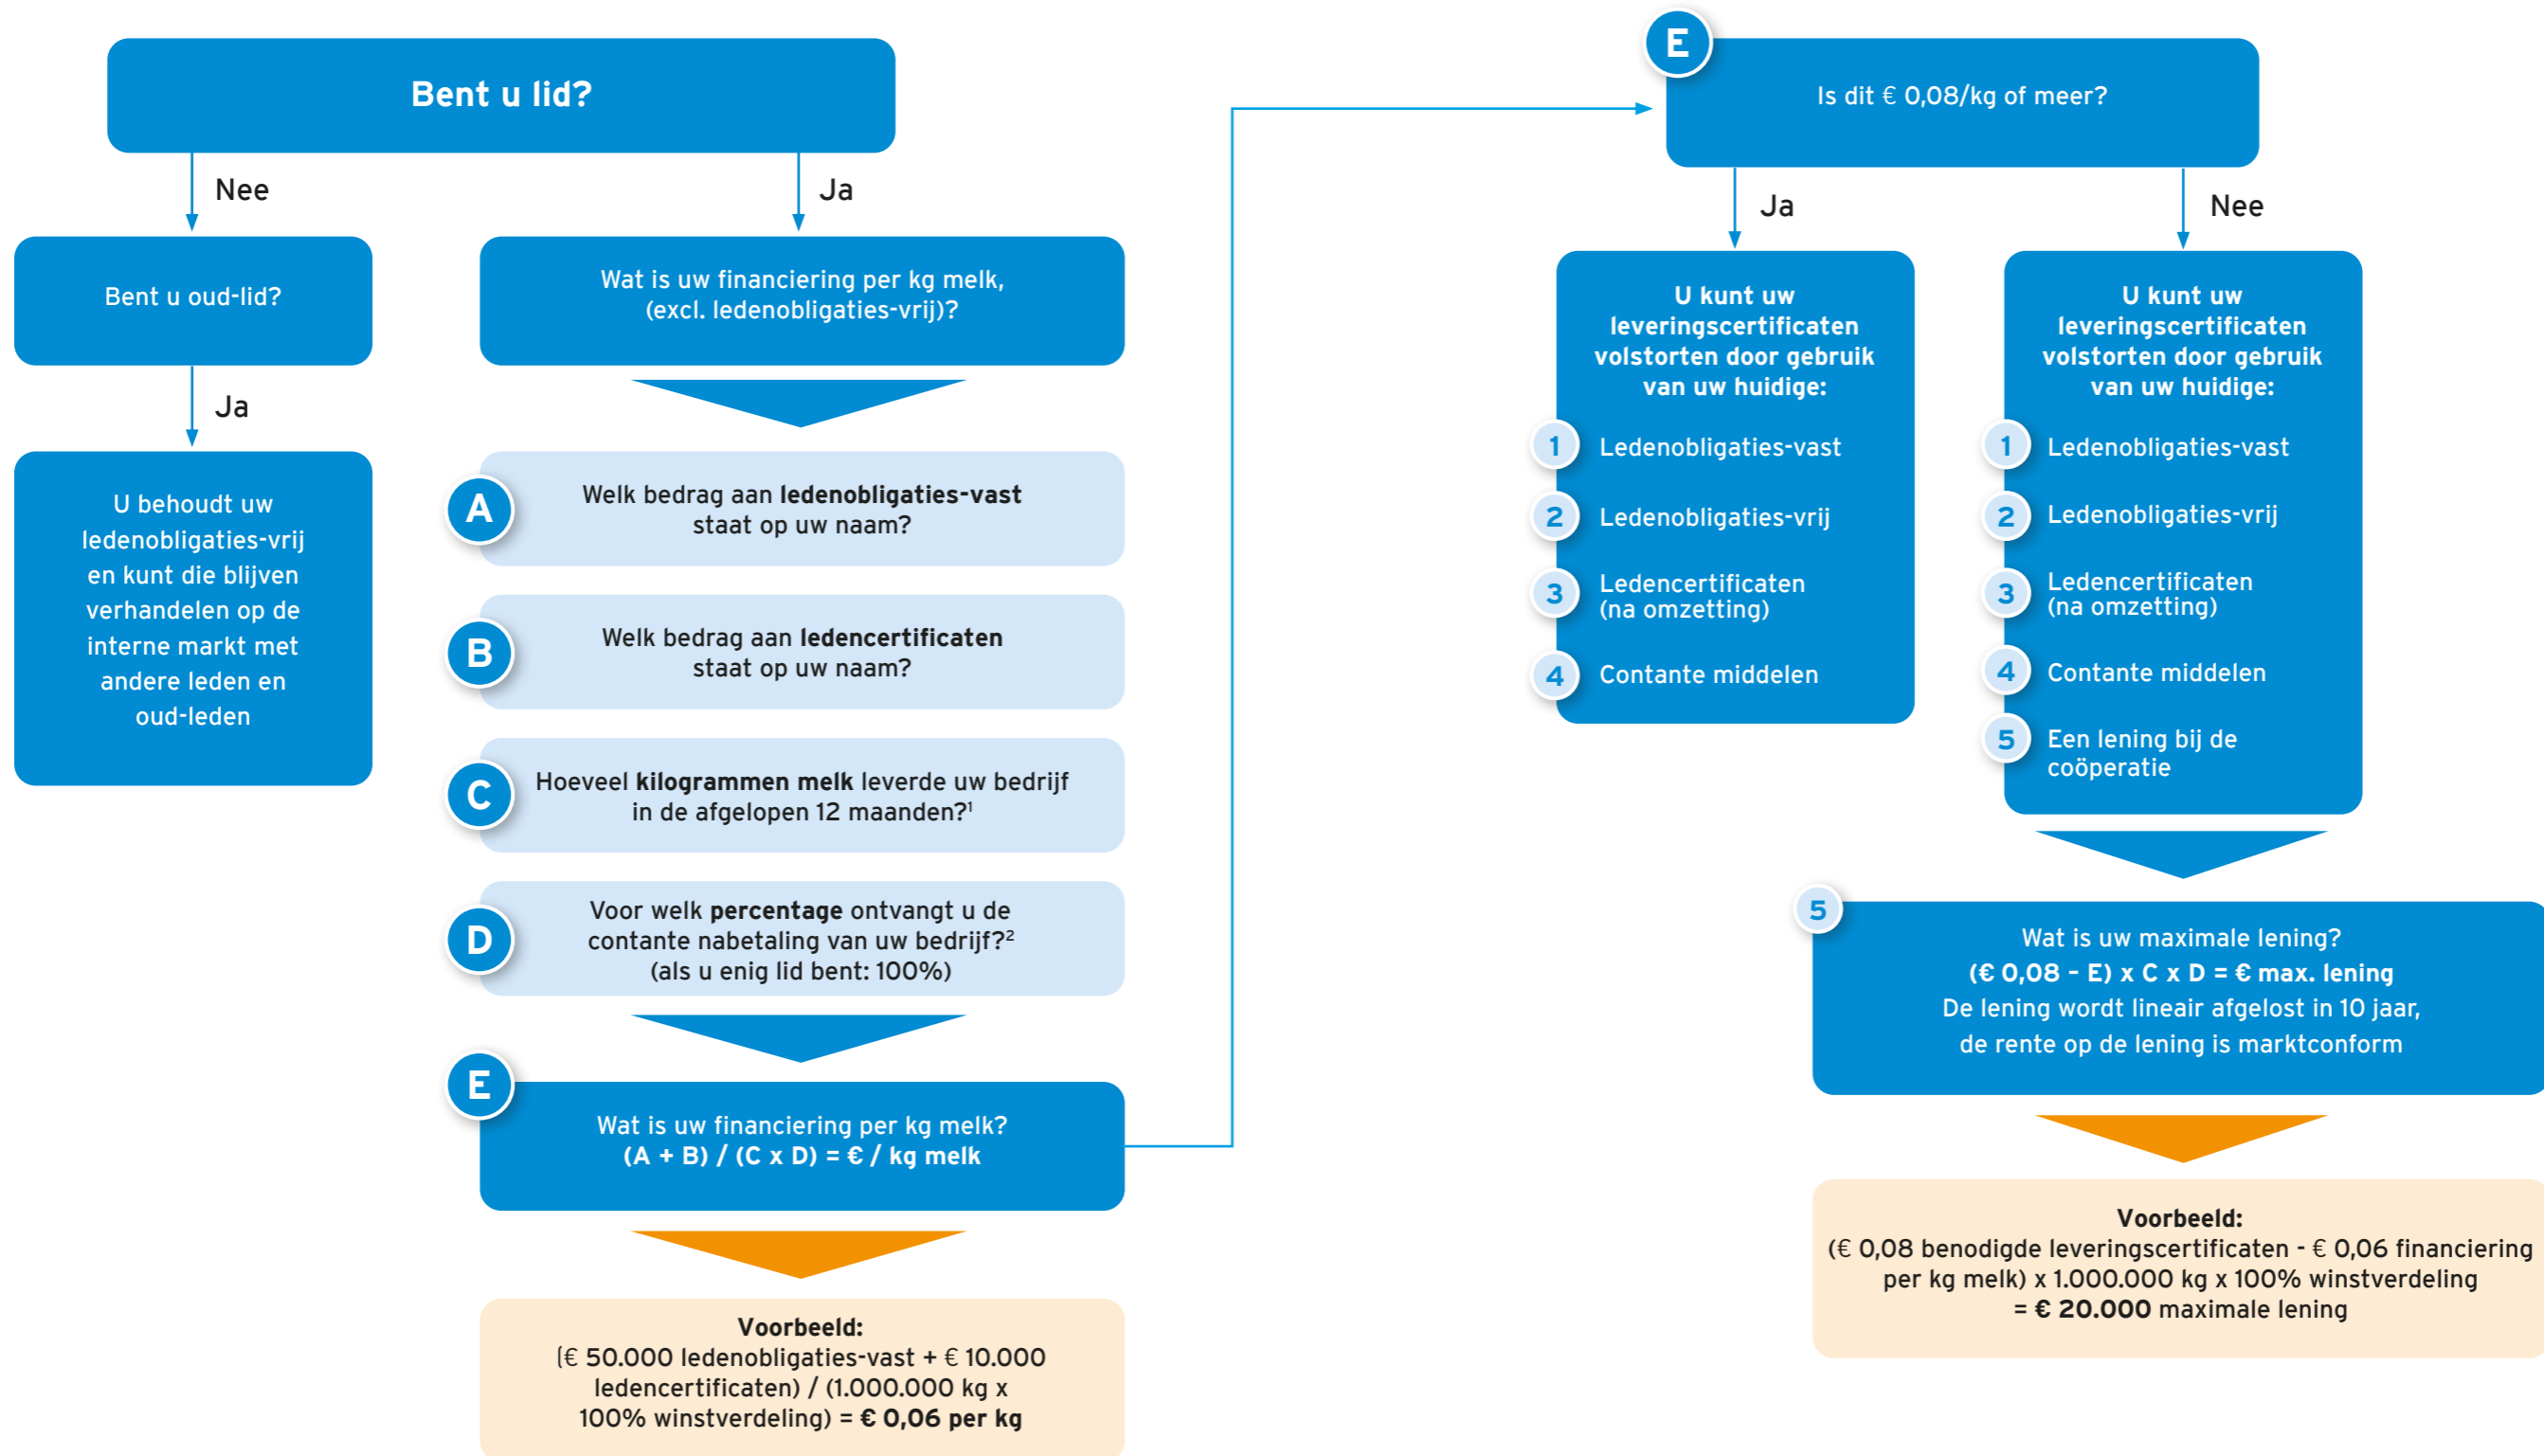 Bent u lid?
Nee
Ja
Bent u oud-lid?
Ja
U behoudt uw
ledenobligaties-vrij
en kunt die blijven
verhandelen op de
interne markt met
andere leden en
oud-leden
Wat is uw financiering per kg melk,
(excl. ledenobligaties-vrij)?
A
Welk bedrag aan ledenobligaties-vast
staat op uw naam?
B
Welk bedrag aan ledencertificaten
staat op uw naam?
C
Hoeveel kilogrammen melk leverde uw bedrijf
in de afgelopen 12 maanden?¹
D
Voor welk percentage ontvangt u de
contante nabetaling van uw bedrijf?²
(als u enig lid bent: 100%)
E
Wat is uw financiering per kg melk?
(A + B) / (C x D) = € / kg melk
Voorbeeld:
(€ 50.000 ledenobligaties-vast + € 10.000
ledencertificaten) / (1.000.000 kg x
100% winstverdeling) = € 0,06 per kg
E
Is dit € 0,08/kg of meer?
Ja
Nee
U kunt uw
leveringscertificaten
volstorten door gebruik
van uw huidige:
1 Ledenobligaties-vast
2 Ledenobligaties-vrij
3 Ledencertificaten
(na omzetting)
4 Contante middelen
U kunt uw
leveringscertificaten
volstorten door gebruik
van uw huidige:
1 Ledenobligaties-vast
2 Ledenobligaties-vrij
3 Ledencertificaten
(na omzetting)
4 Contante middelen
5 Een lening bij de
coöperatie
5
Wat is uw maximale lening?
(€ 0,08 – E) x C x D = € max. lening
De lening wordt lineair afgelost in 10 jaar,
de rente op de lening is marktconform
Voorbeeld:
(€ 0,08 benodigde leveringscertificaten - € 0,06 financiering
per kg melk) x 1.000.000 kg x 100% winstverdeling
= € 20.000 maximale lening